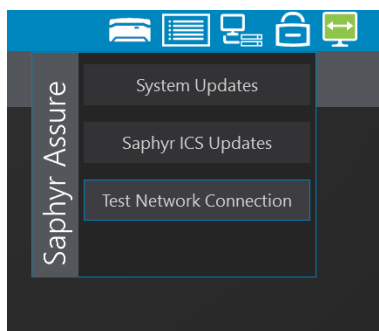 Saphyr Assure
System Updates
Saphyr ICS Updates
Test Network Connection